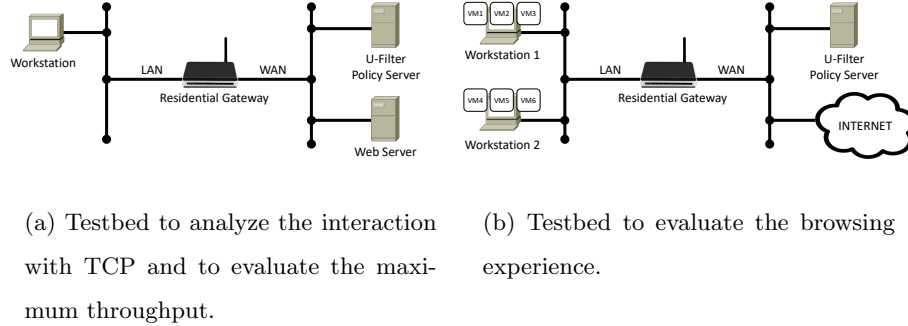 Workstation
LAN
WAN
Residential Gateway
U-Filter
Policy Server
Web Server
VM1 VM2 VM3
Workstation 1
VM4 VM5 VM6
Workstation 2
LAN
WAN
Residential Gateway
U-Filter
Policy Server
INTERNET
(a) Testbed to analyze the interaction
with TCP and to evaluate the maxi-
mum throughput.
(b) Testbed to evaluate the browsing
experience.